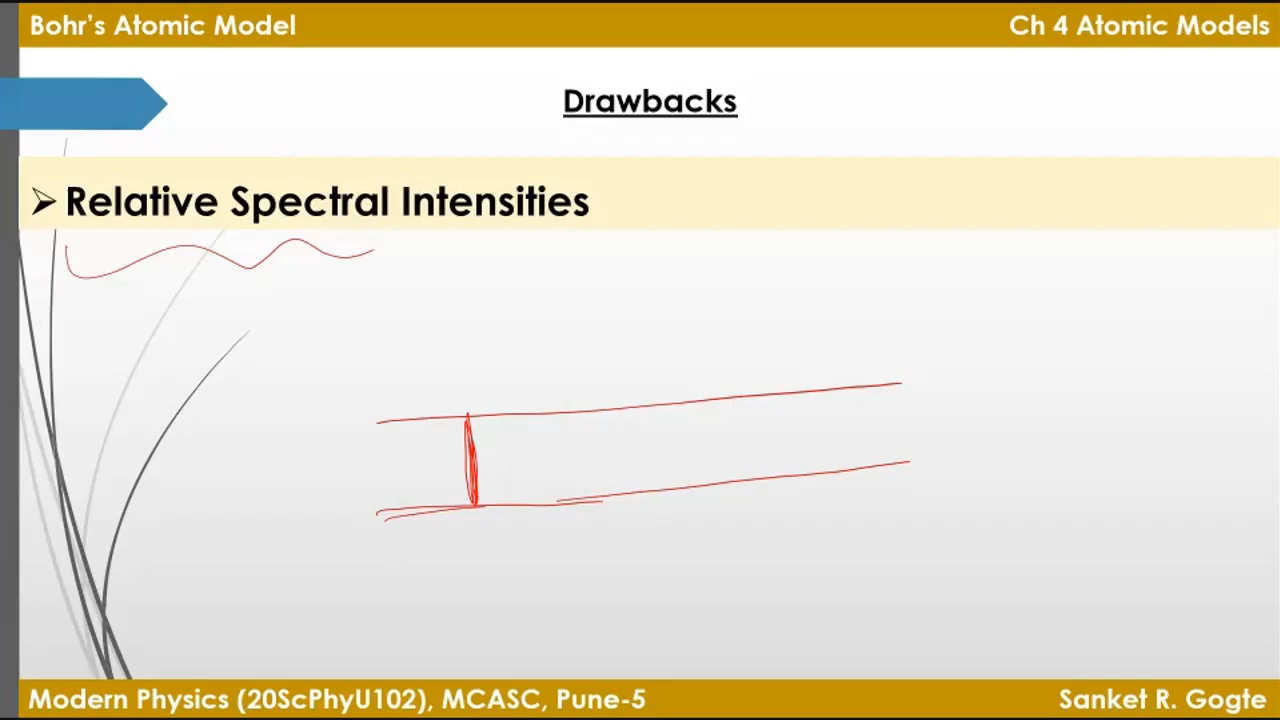 Bohr's Atomic Model
Ch 4 Atomic Models
Drawbacks
➢ Relative Spectral Intensities
Modern Physics (20ScPhyU102), MCASC, Pune-5
Sanket R. Gogte